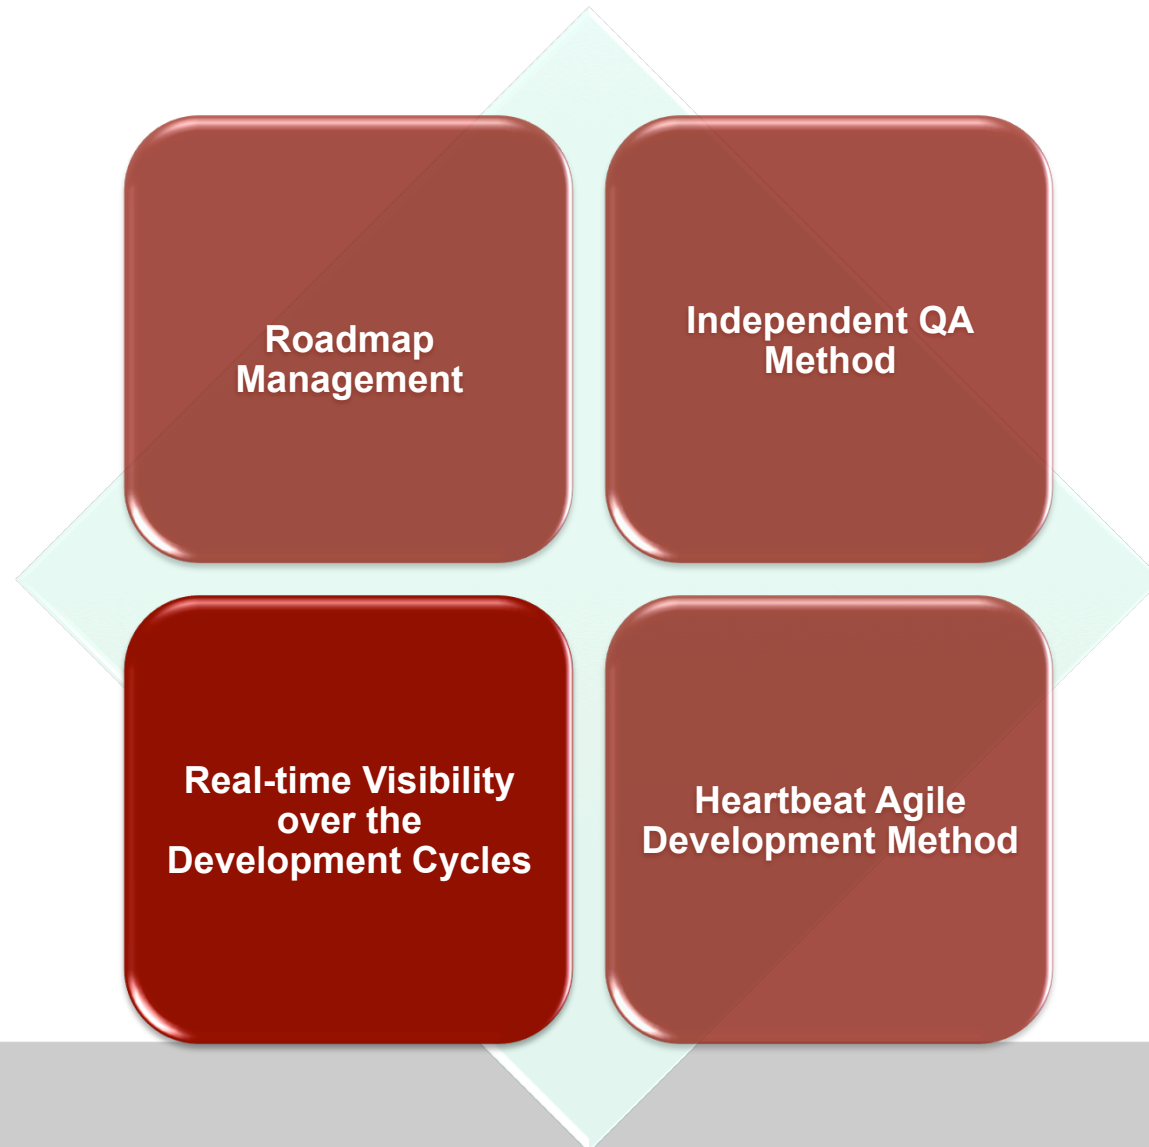 Roadmap
Management
Independent QA
Method
Real-time Visibility
over the
Development Cycles
Heartbeat Agile
Development Method